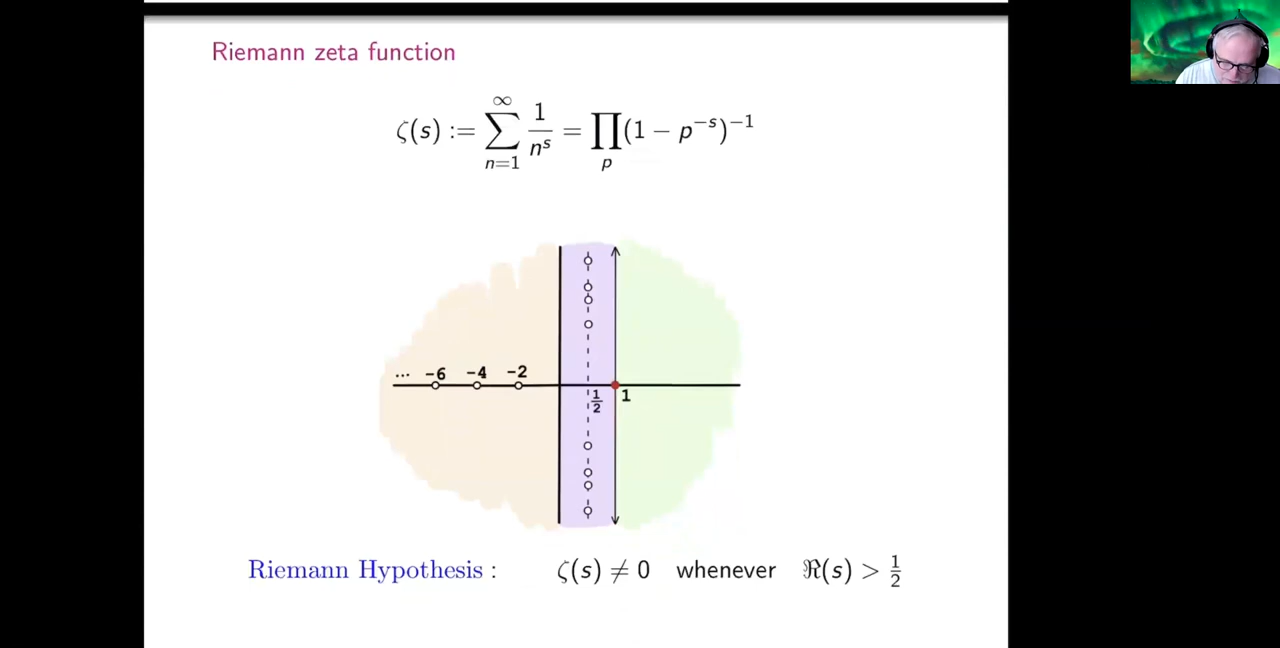 Riemann zeta function
ζ(s) := ∑_{n=1}^{∞} 1/n^s = ∏_p (1 − p^{−s})^{−1}
... -6 -4 -2
1/2 1
Riemann Hypothesis : ζ(s) ≠ 0 whenever ℜ(s) > 1/2